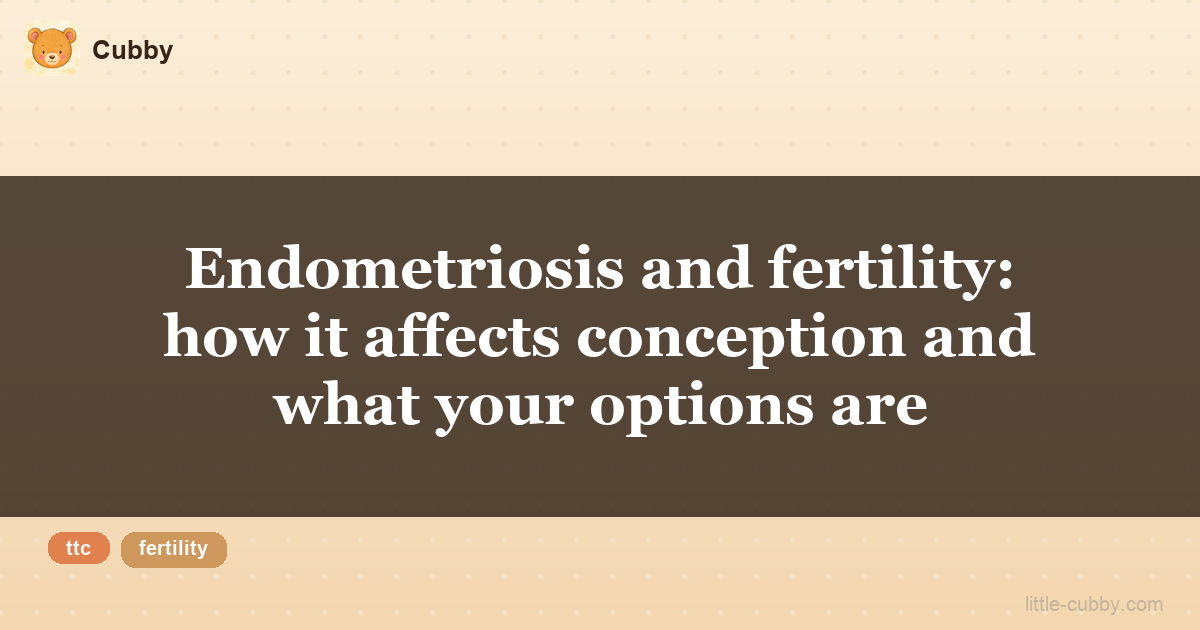 Cubby
Endometriosis and fertility:
how it affects conception and
what your options are
ttc
fertility
little-cubby.com